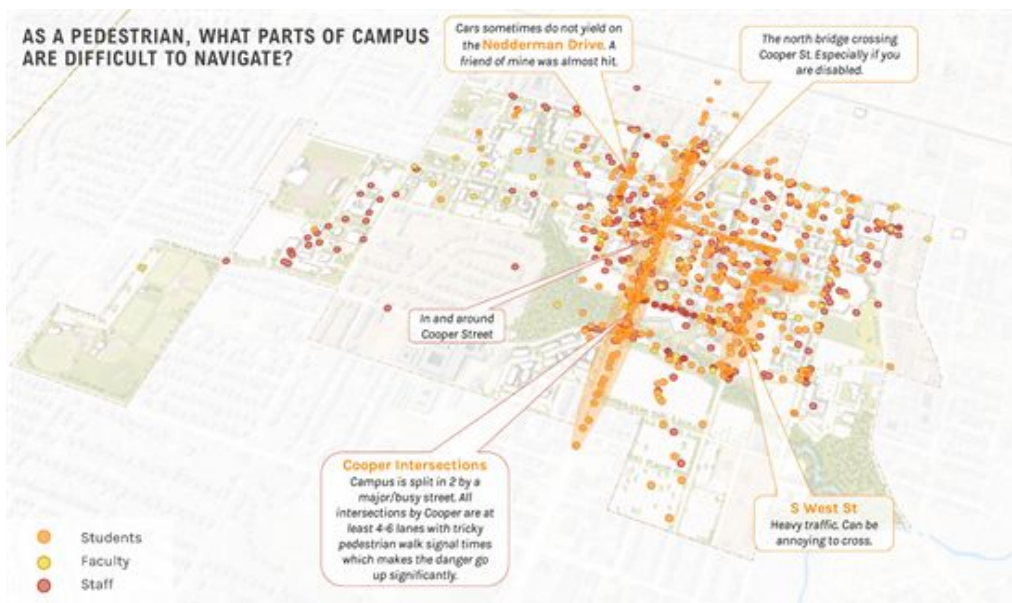 AS A PEDESTRIAN, WHAT PARTS OF CAMPUS
ARE DIFFICULT TO NAVIGATE?
Cars sometimes do not yield on
the Nedderman Drive. A
friend of mine was almost hit.
The north bridge crossing
Cooper St. Especially if you
are disabled.
In and around
Cooper Street
Cooper Intersections
Campus is split in 2 by a
major/busy street. All
intersections by Cooper are at
least 4-6 lanes with tricky
pedestrian walk signal times
which makes the danger go
up significantly.
S West St
Heavy traffic. Can be
annoying to cross.
Students
Faculty
Staff